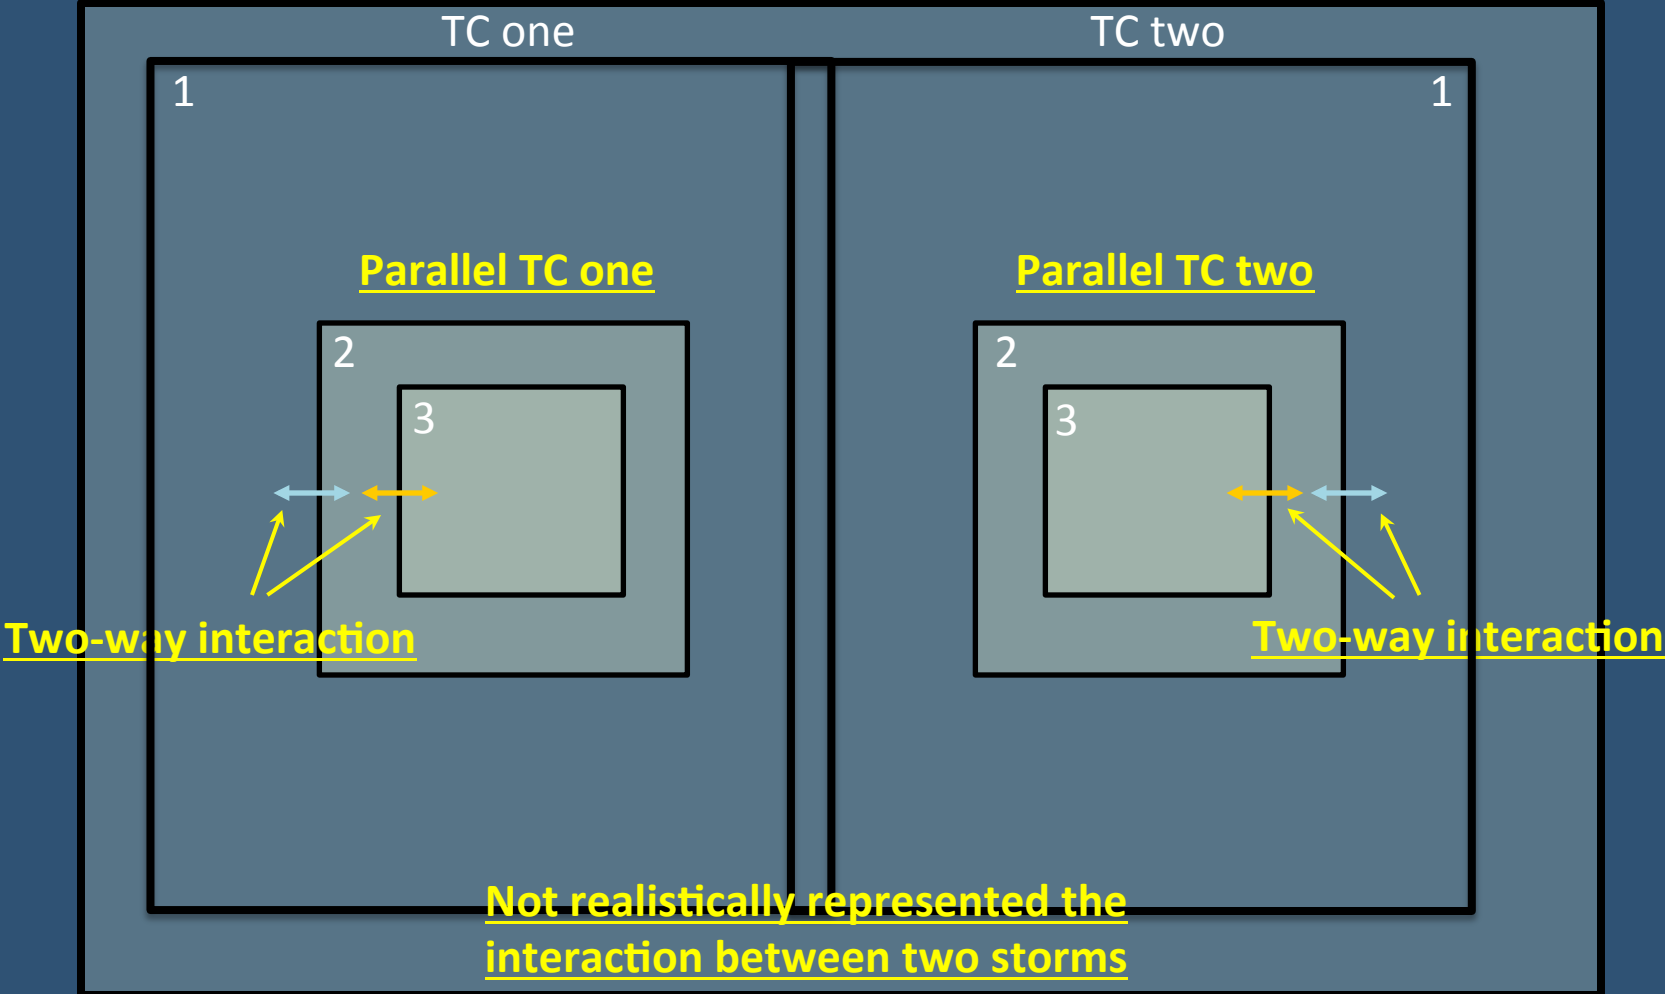 TC one
TC two
1
1
Parallel TC one
Parallel TC two
2
2
3
3
Two-way interaction
Two-way interaction
Not realistically represented the
interaction between two storms